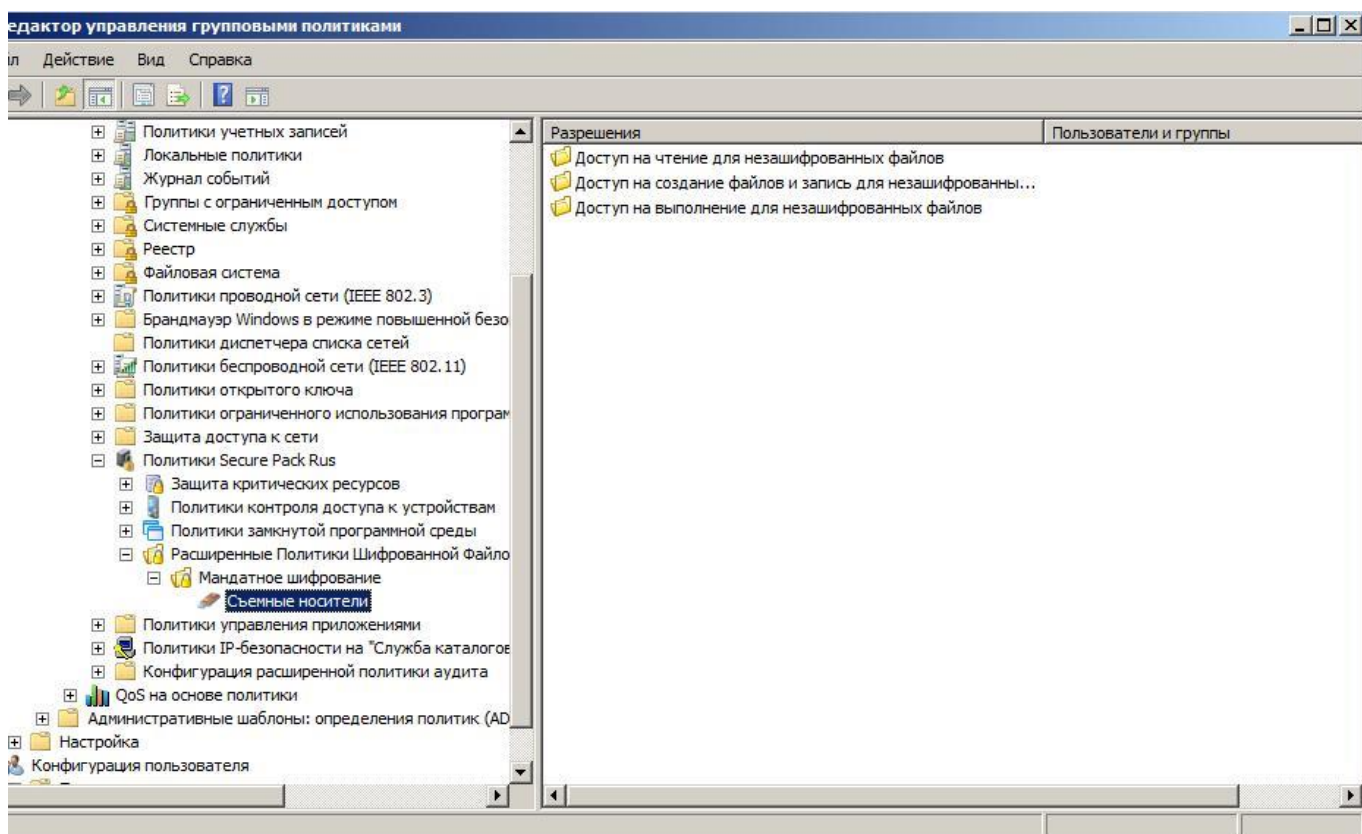 едактор управления групповыми политиками
йл Действие Вид Справка
Политики учетных записей
Локальные политики
Журнал событий
Группы с ограниченным доступом
Системные службы
Реестр
Файловая система
Политики проводной сети (IEEE 802.3)
Брандмауэр Windows в режиме повышенной безо
Политики диспетчера списка сетей
Политики беспроводной сети (IEEE 802.11)
Политики открытого ключа
Политики ограниченного использования програм
Защита доступа к сети
Политики Secure Pack Rus
Защита критических ресурсов
Политики контроля доступа к устройствам
Политики замкнутой программной среды
Расширенные Политики Шифрованной Файло
Мандатное шифрование
Съемные носители
Политики управления приложениями
Политики IP-безопасности на "Служба каталогов
Конфигурация расширенной политики аудита
QoS на основе политики
Административные шаблоны: определения политик (AD
Настройка
Конфигурация пользователя
Разрешения Пользователи и группы
Доступ на чтение для незашифрованных файлов
Доступ на создание файлов и запись для незашифрованны...
Доступ на выполнение для незашифрованных файлов